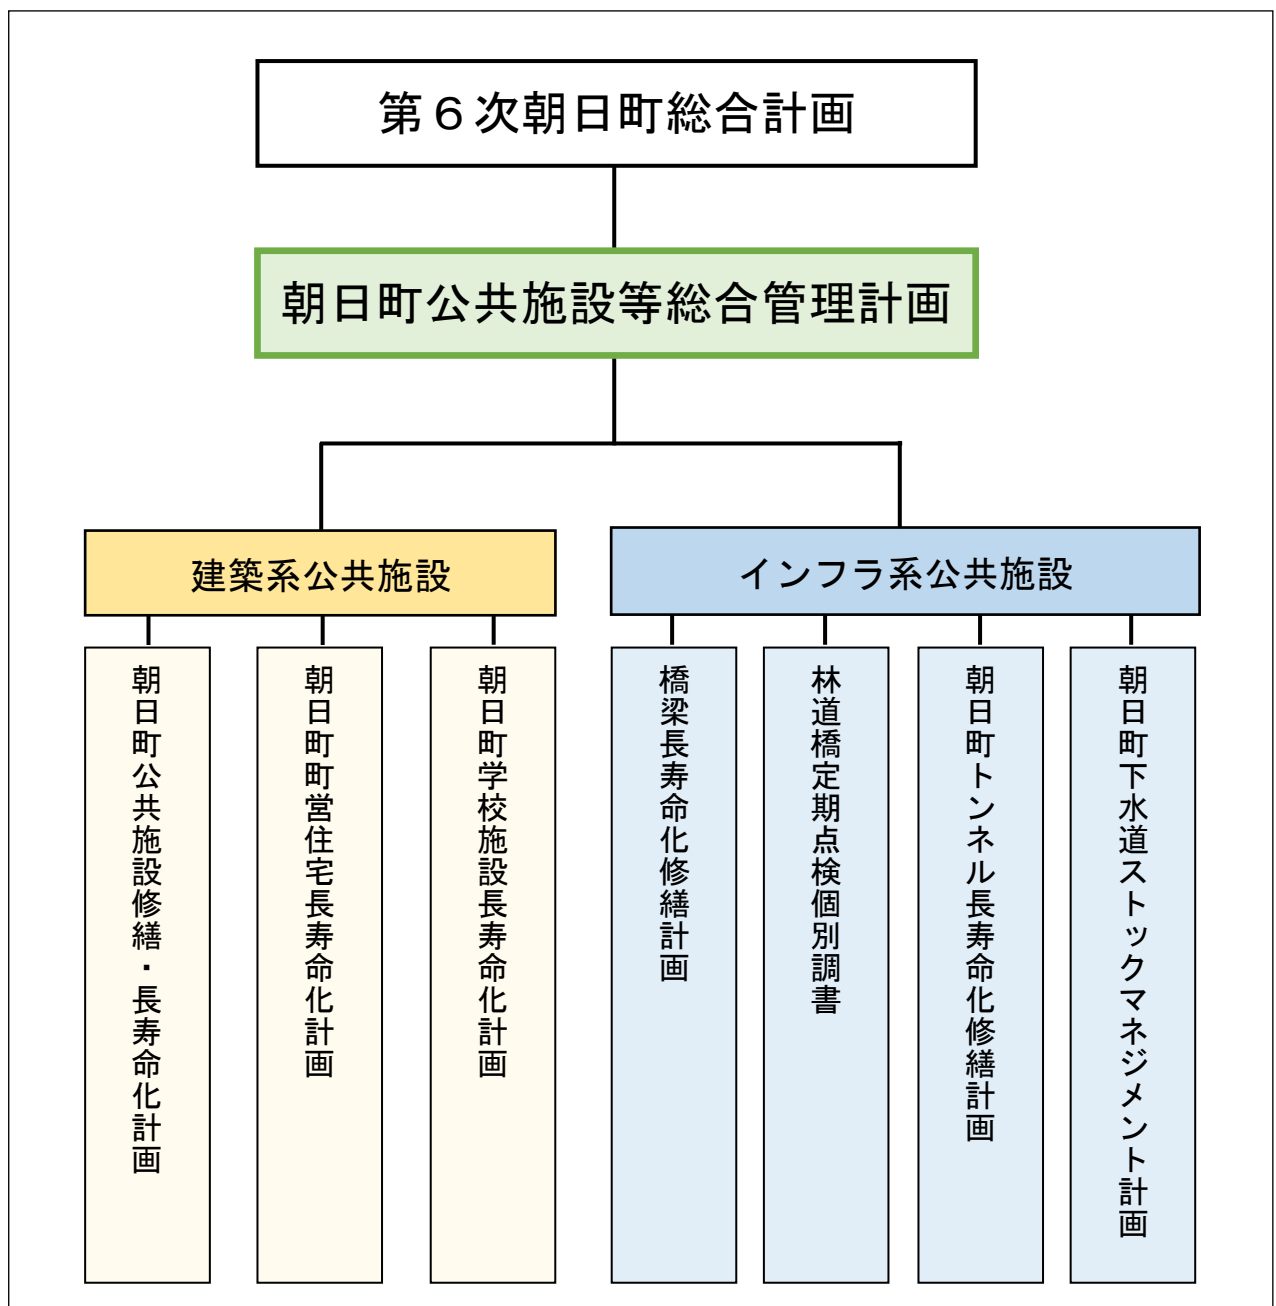 第６次朝日町総合計画
朝日町公共施設等総合管理計画
建築系公共施設
インフラ系公共施設
朝日町公共施設修繕・長寿命化計画
朝日町町営住宅長寿命化計画
朝日町学校施設長寿命化計画
橋梁長寿命化修繕計画
林道橋定期点検個別調書
朝日町トンネル長寿命化修繕計画
朝日町下水道ストックマネジメント計画